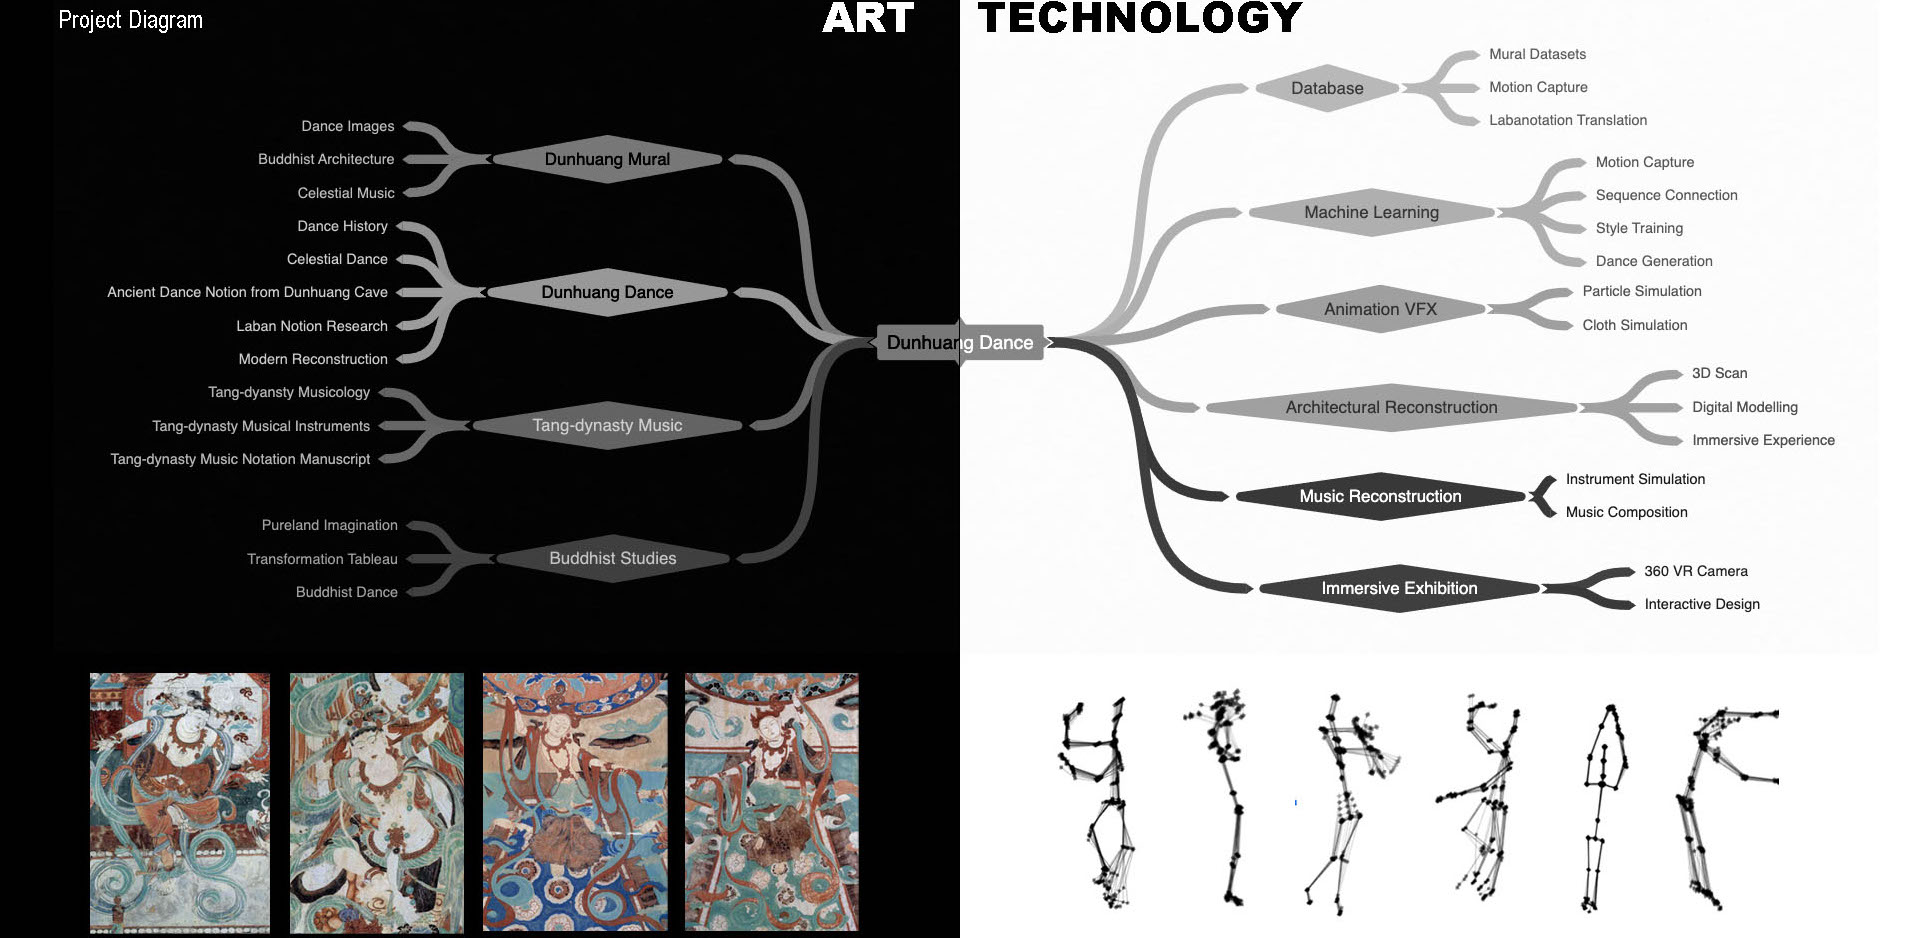 Project Diagram
ART
TECHNOLOGY
Dunhuang Dance
Dunhuang Mural
Dance Images
Buddhist Architecture
Celestial Music
Dunhuang Dance
Dance History
Celestial Dance
Ancient Dance Notion from Dunhuang Cave
Laban Notion Research
Modern Reconstruction
Tang-dynasty Music
Tang-dyansty Musicology
Tang-dynasty Musical Instruments
Tang-dynasty Music Notation Manuscript
Buddhist Studies
Pureland Imagination
Transformation Tableau
Buddhist Dance
Database
Mural Datasets
Motion Capture
Labanotation Translation
Machine Learning
Motion Capture
Sequence Connection
Style Training
Dance Generation
Animation VFX
Particle Simulation
Cloth Simulation
Architectural Reconstruction
3D Scan
Digital Modelling
Immersive Experience
Music Reconstruction
Instrument Simulation
Music Composition
Immersive Exhibition
360 VR Camera
Interactive Design